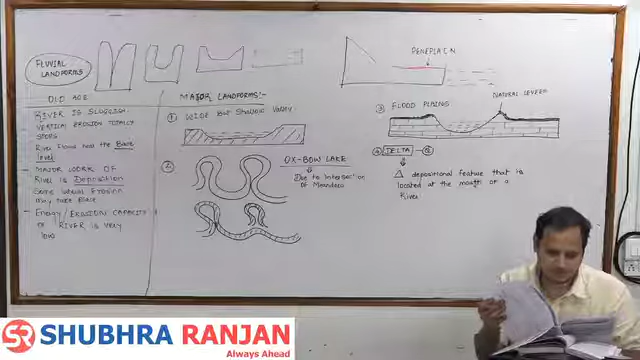 FLUVIAL
LANDFORMS
PENEPLAIN
OLD AGE
RIVER IS SLUGGISH
VERTICAL EROSION TOTALLY
STOPS
River flows near the Base
level
MAJOR WORK OF
River is Deposition
Some lateral Erosion
may take place
Energy/EROSION CAPACITY
of RIVER IS very
low
MAJOR LANDFORMS:-
① WIDE BUT SHALLOW VALLEY
②
OX-BOW LAKE
Due to Intersection
of Meanders
③ FLOOD PLAINS
NATURAL LEVEES
④ DELTA
Δ depositional feature that is
located at the mouth of a
River
SR SHUBHRA RANJAN
Always Ahead